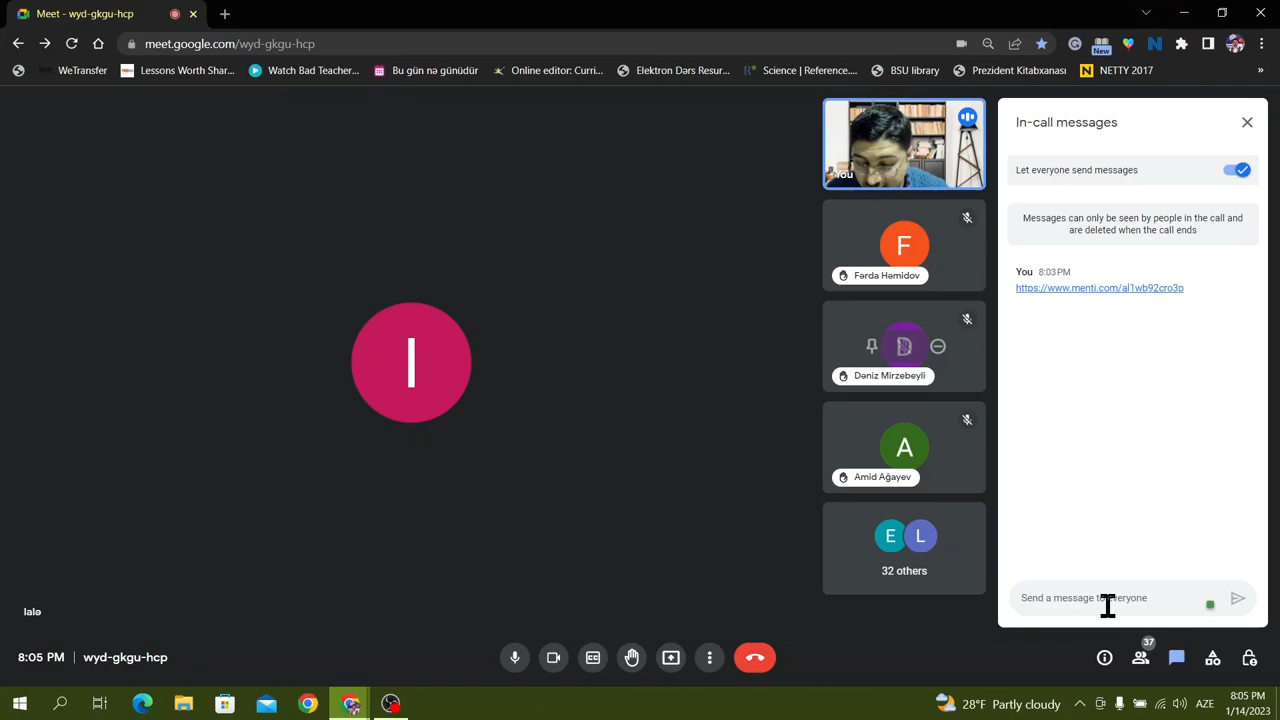 Meet - wyd-gkgu-hcp
meet.google.com/wyd-gkgu-hcp
New
WeTransfer
Lessons Worth Shar...
Watch Bad Teacher...
Bu gün nə günüdür
Online editor: Curri...
Elektron Dərs Resur...
Science | Reference....
BSU library
Prezident Kitabxanası
NETTY 2017
»
You
F
Fərda Həmidov
D
Dəniz Mirzebeyli
A
Amid Ağayev
E L
32 others
I
lalə
In-call messages
Let everyone send messages
Messages can only be seen by people in the call and
are deleted when the call ends
You 8:03 PM
https://www.menti.com/al1wb92cro3p
Send a message to everyone
8:05 PM | wyd-gkgu-hcp
37
28°F Partly cloudy
AZE
8:05 PM
1/14/2023